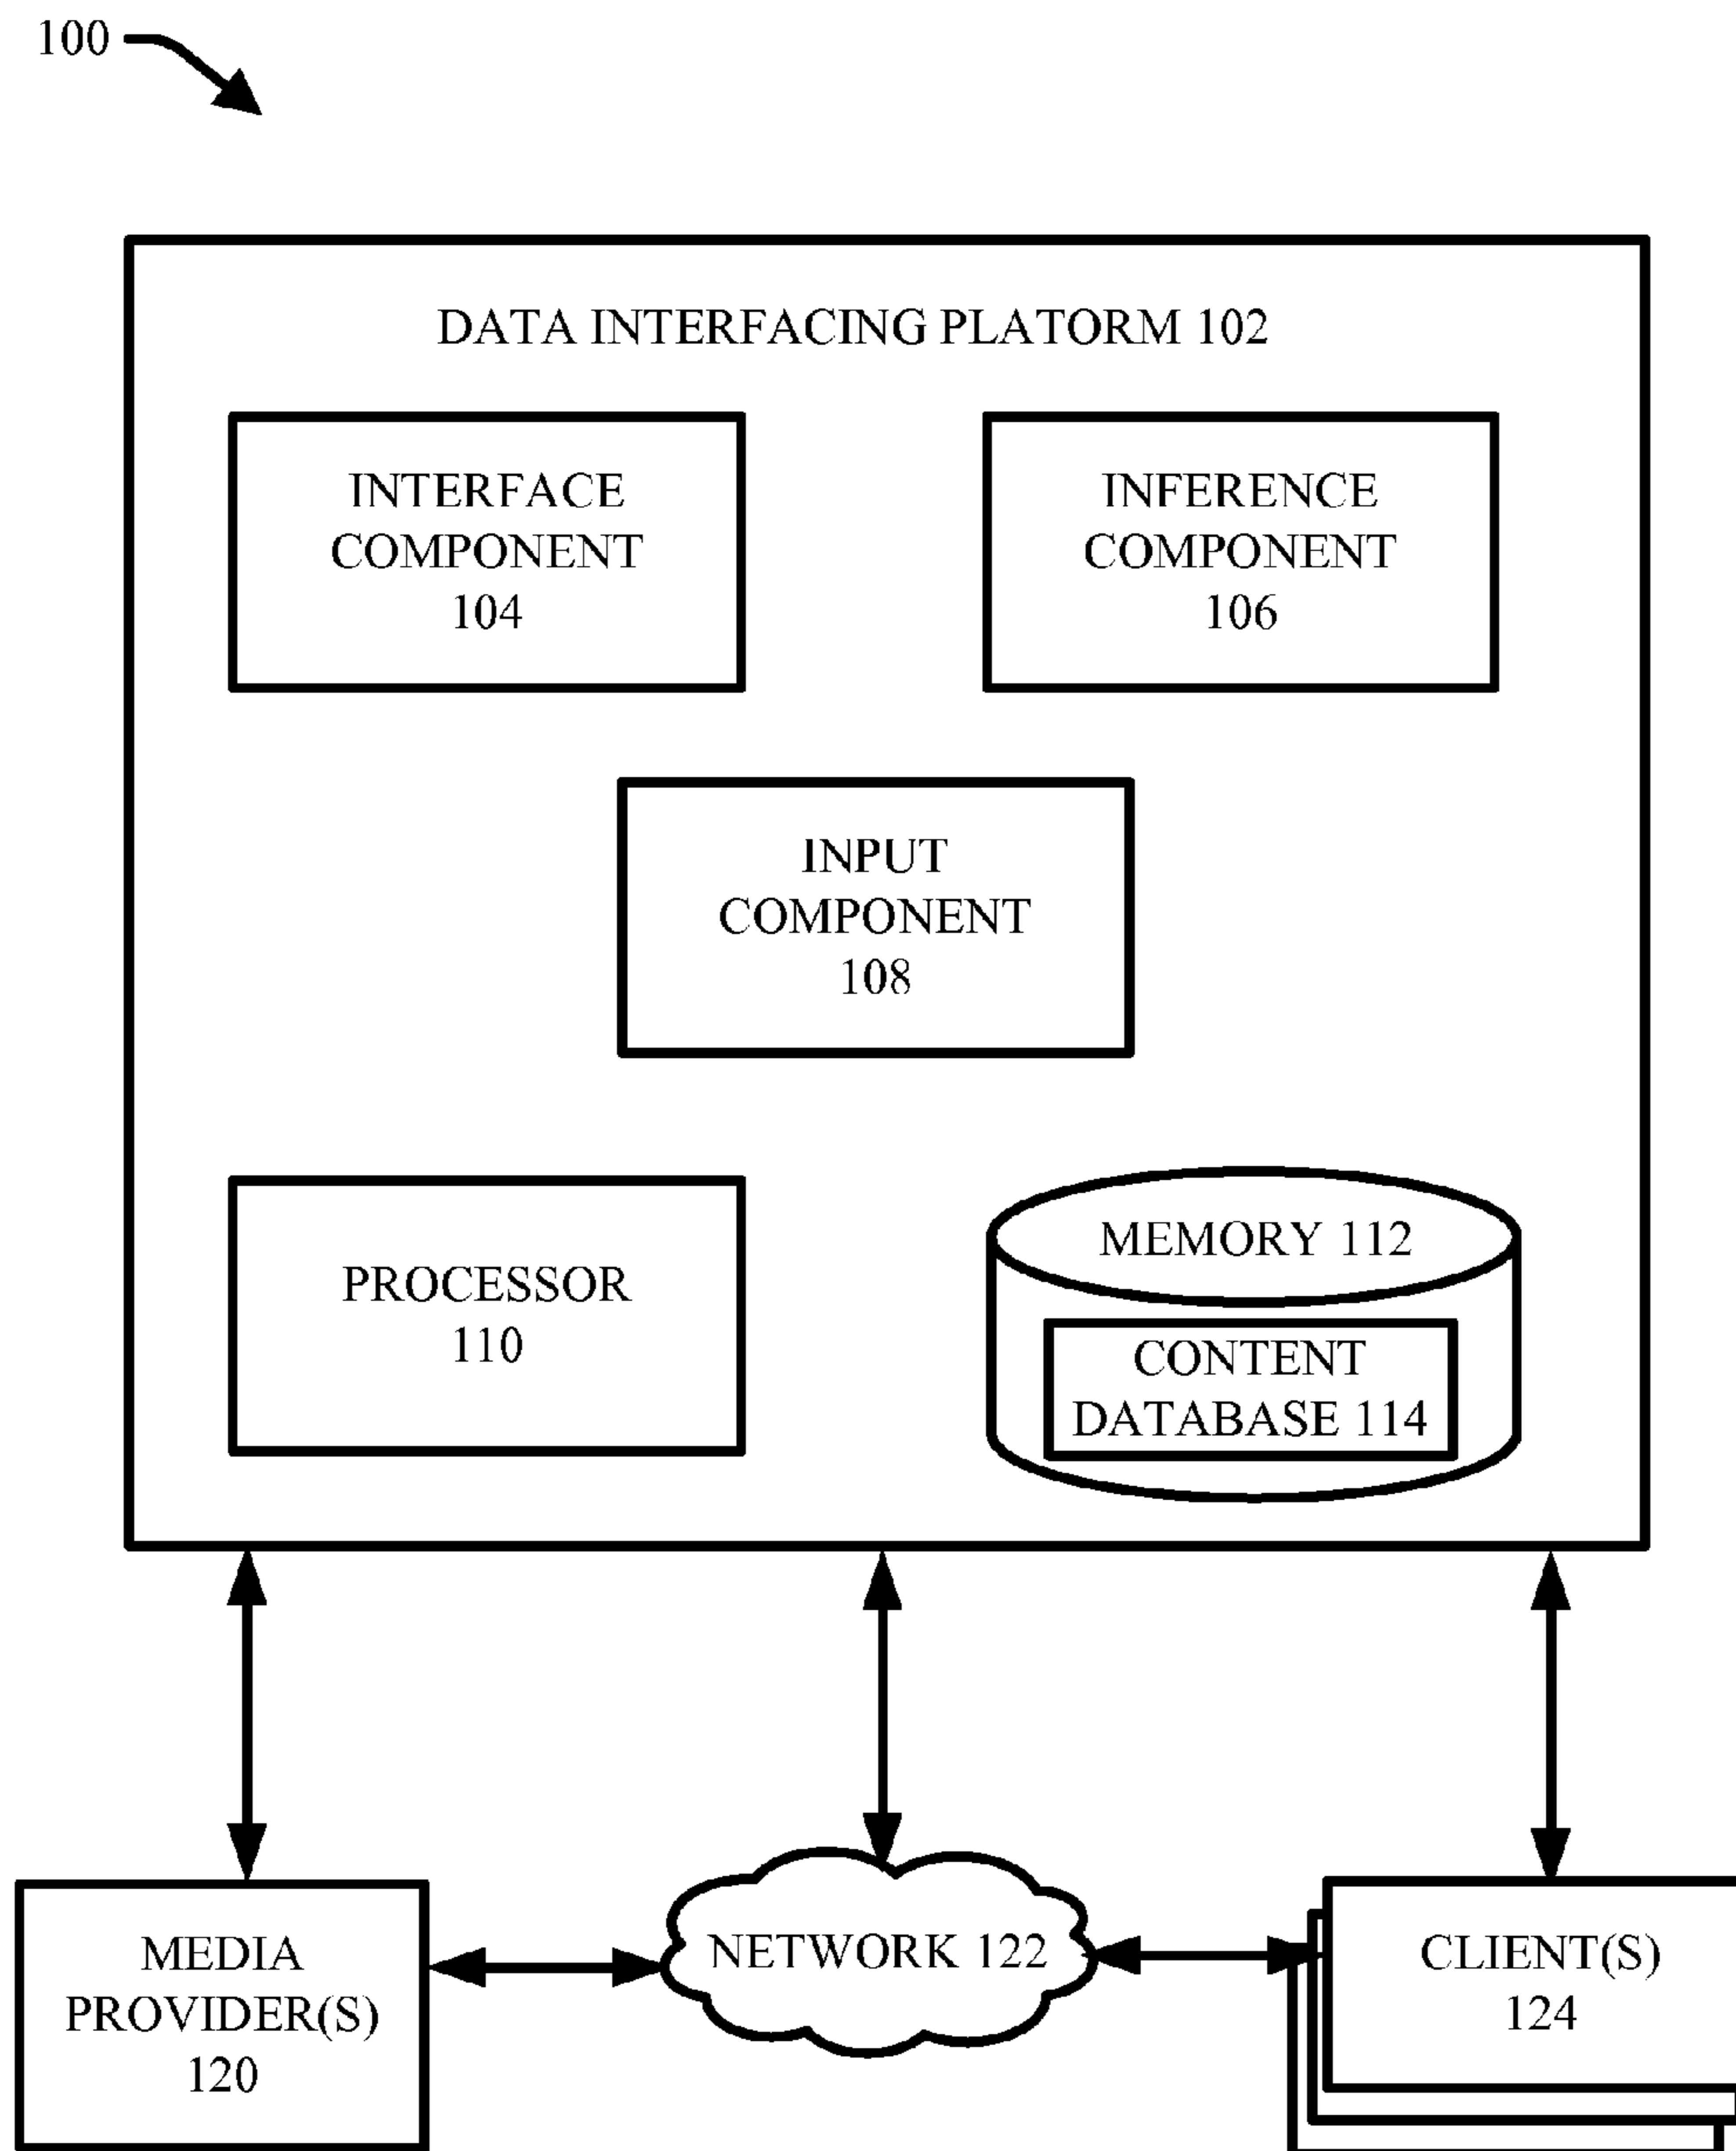 100
DATA INTERFACING PLATORM 102
INTERFACE
COMPONENT
104
INFERENCE
COMPONENT
106
INPUT
COMPONENT
108
PROCESSOR
110
MEMORY 112
CONTENT
DATABASE 114
MEDIA
PROVIDER(S)
120
NETWORK 122
CLIENT(S)
124